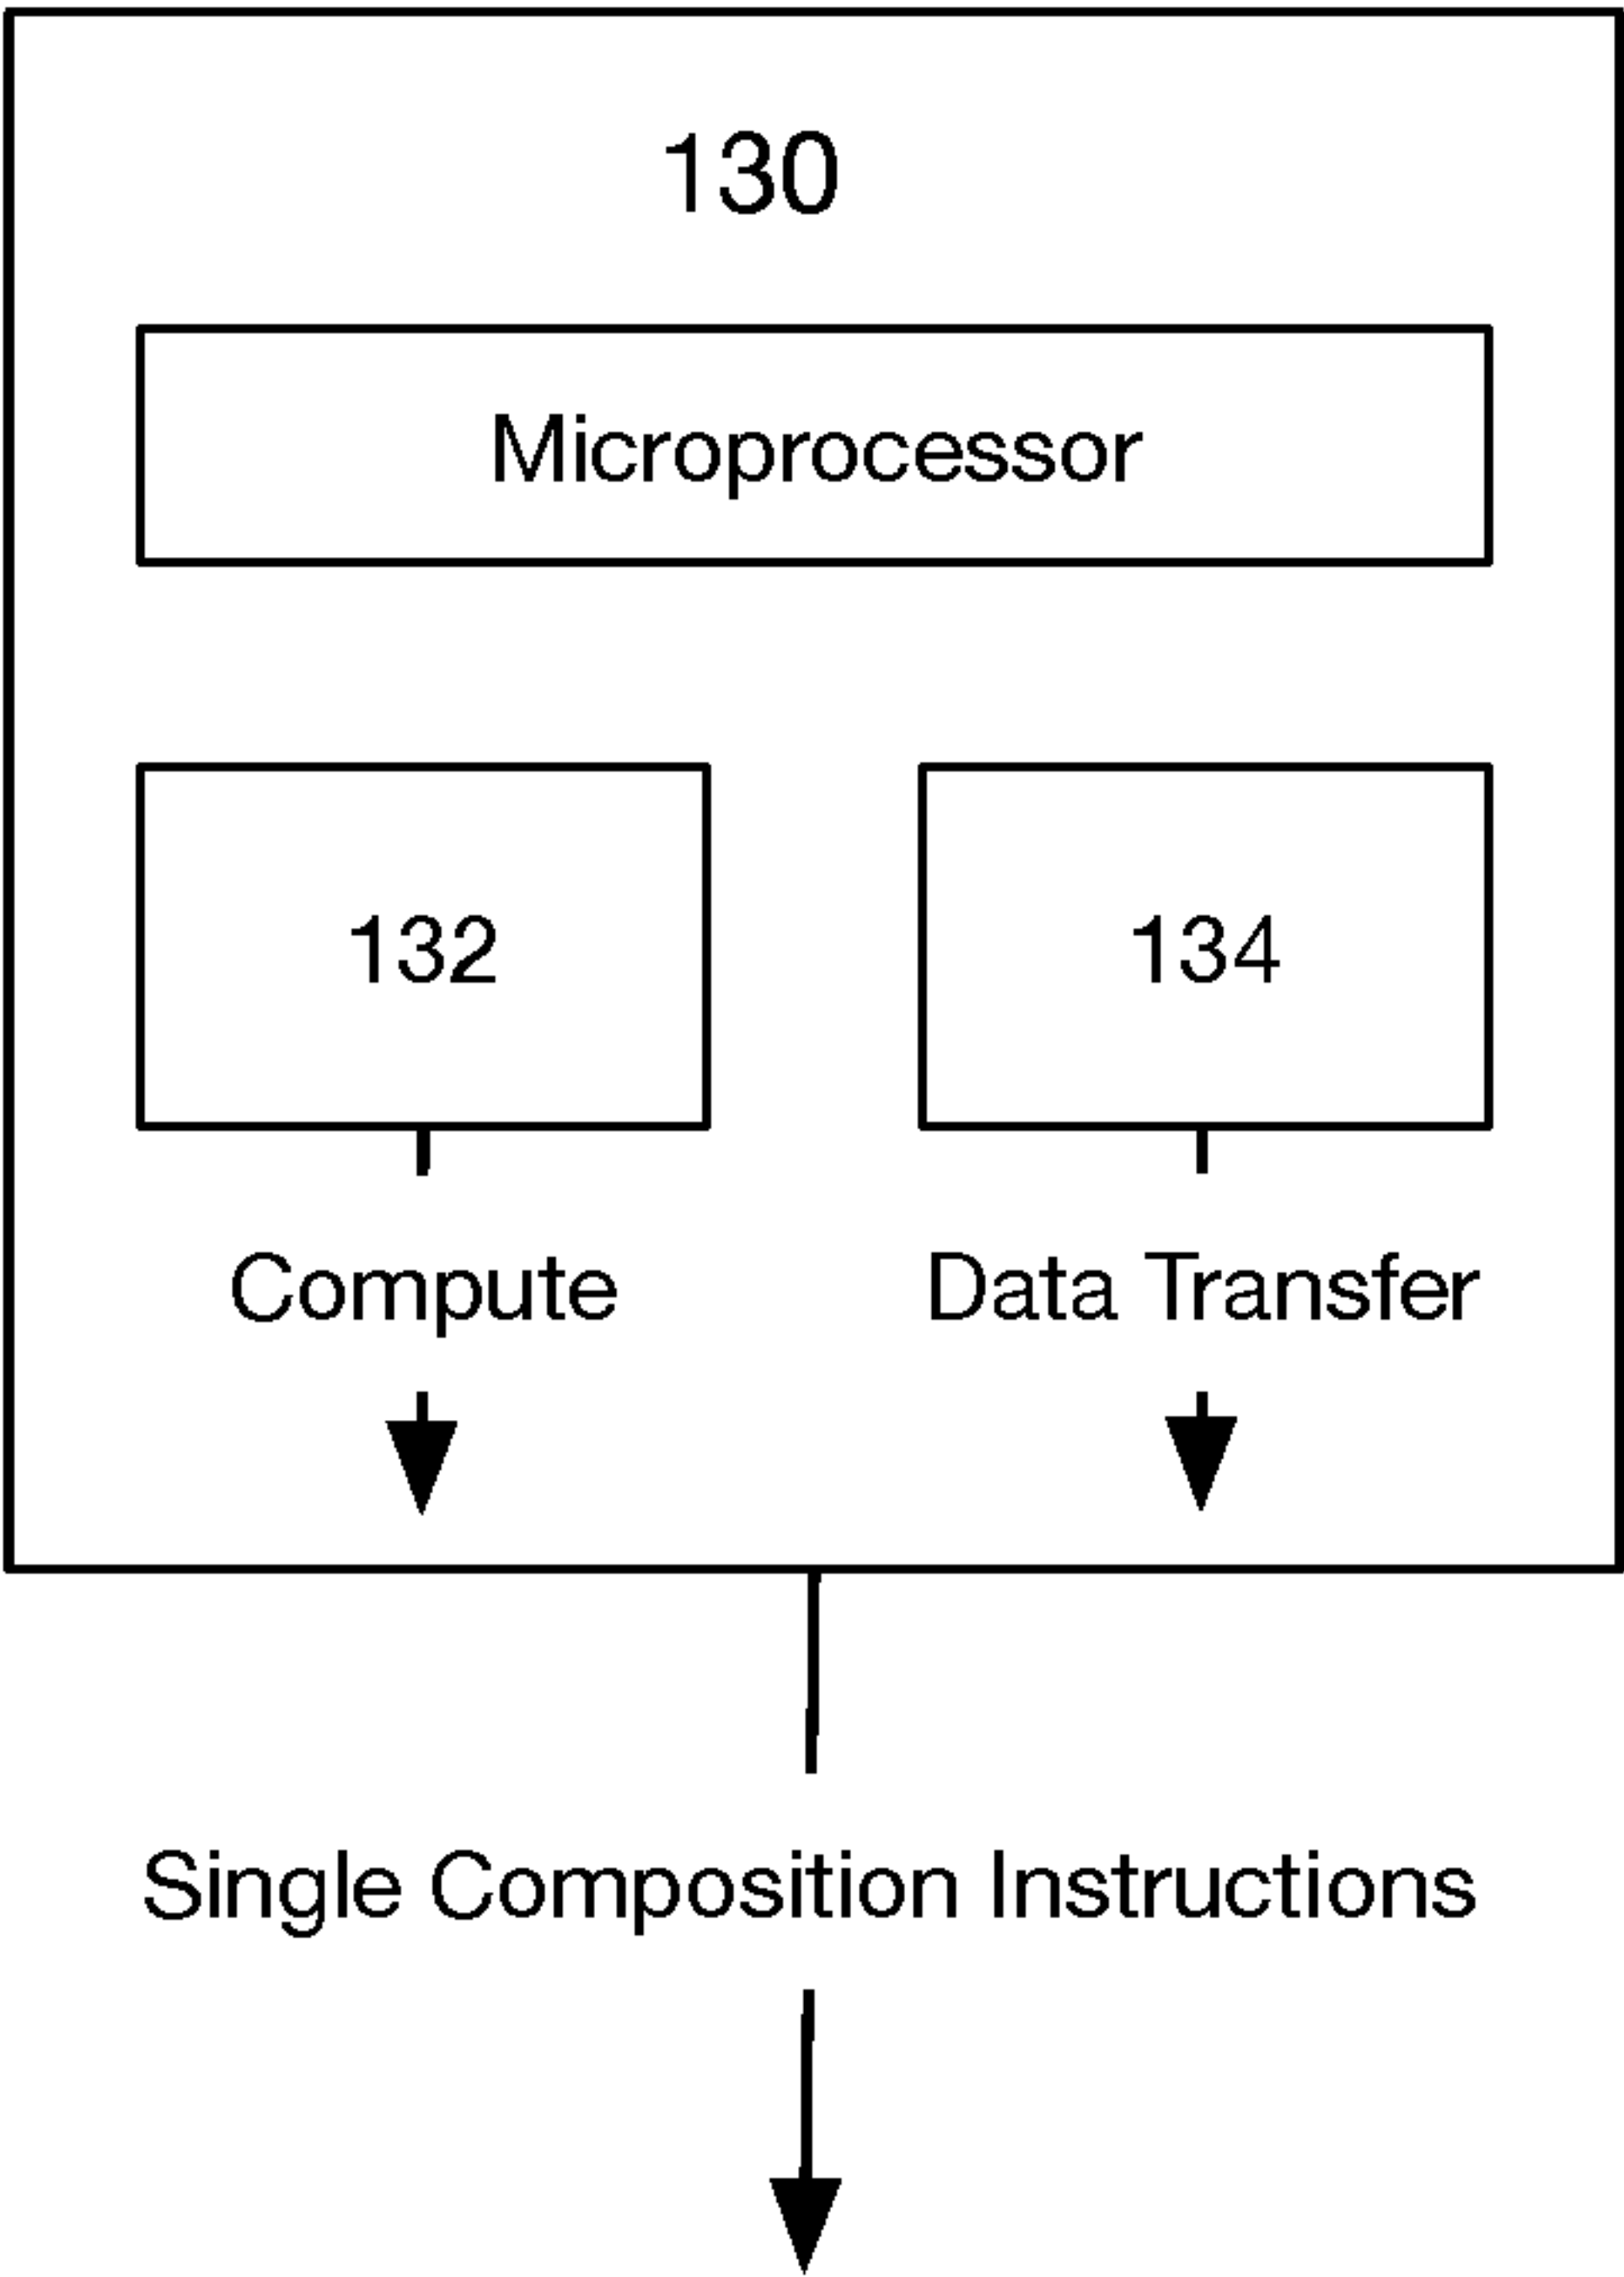 130
Microprocessor
132 134
Compute Data Transfer
Single Composition Instructions